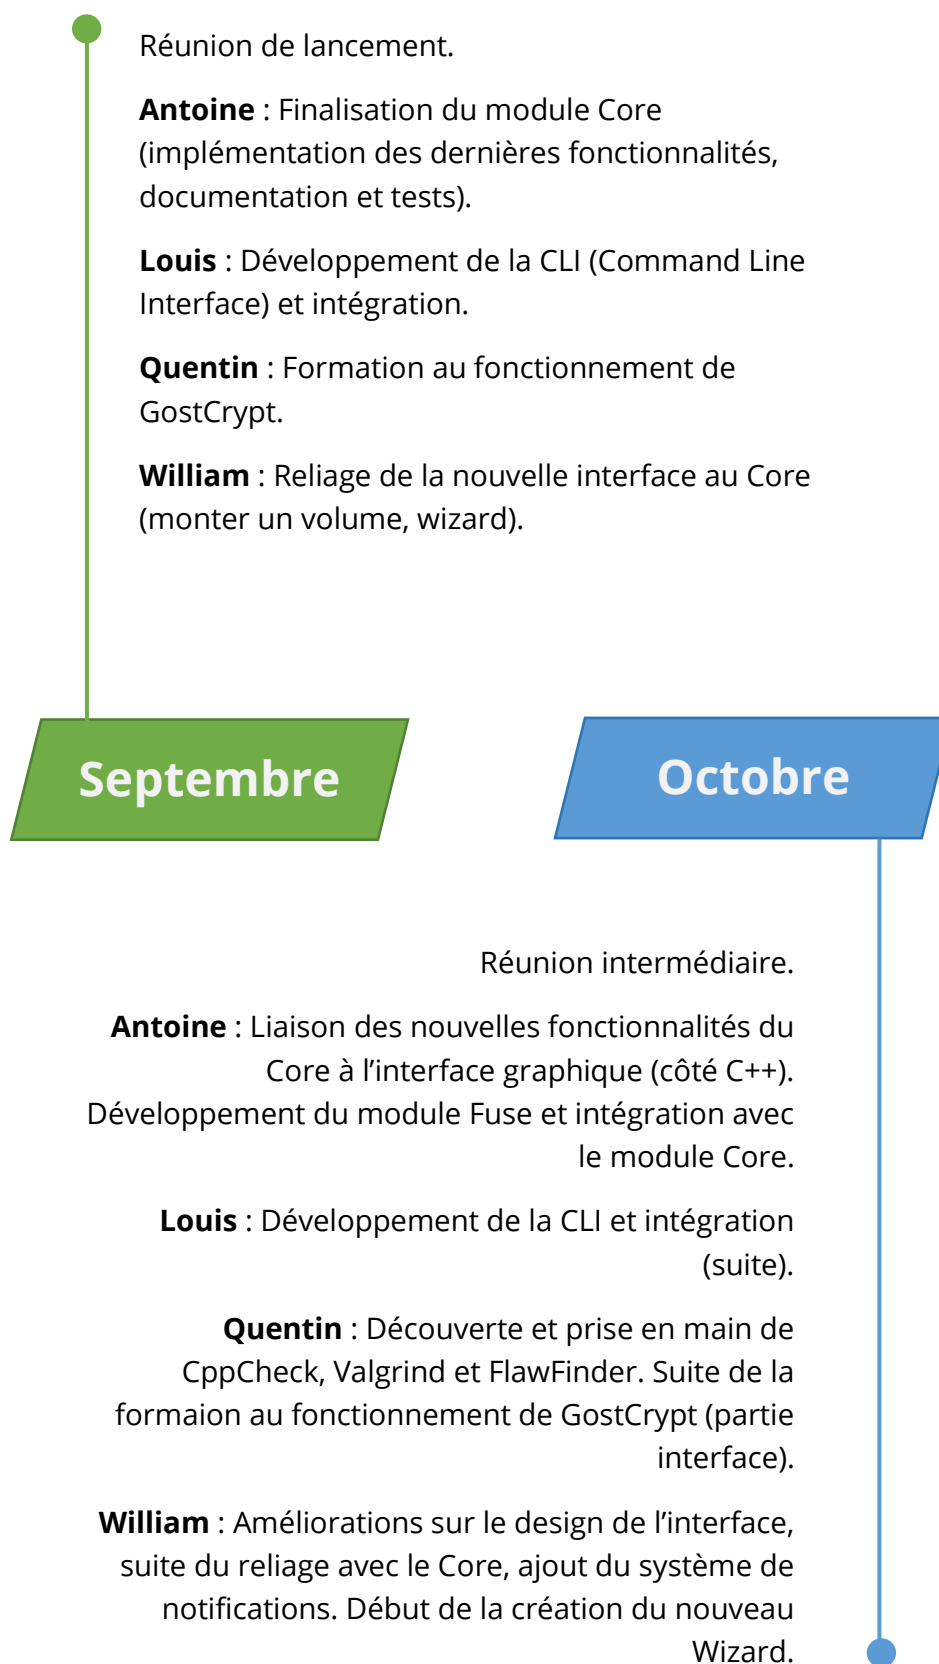 Réunion de lancement.
Antoine : Finalisation du module Core
(implémentation des dernières fonctionnalités,
documentation et tests).
Louis : Développement de la CLI (Command Line
Interface) et intégration.
Quentin : Formation au fonctionnement de
GostCrypt.
William : Reliage de la nouvelle interface au Core
(monter un volume, wizard).
Septembre
Octobre
Réunion intermédiaire.
Antoine : Liaison des nouvelles fonctionnalités du
Core à l’interface graphique (côté C++).
Développement du module Fuse et intégration avec
le module Core.
Louis : Développement de la CLI et intégration
(suite).
Quentin : Découverte et prise en main de
CppCheck, Valgrind et FlawFinder. Suite de la
formaion au fonctionnement de GostCrypt (partie
interface).
William : Améliorations sur le design de l’interface,
suite du reliage avec le Core, ajout du système de
notifications. Début de la création du nouveau
Wizard.